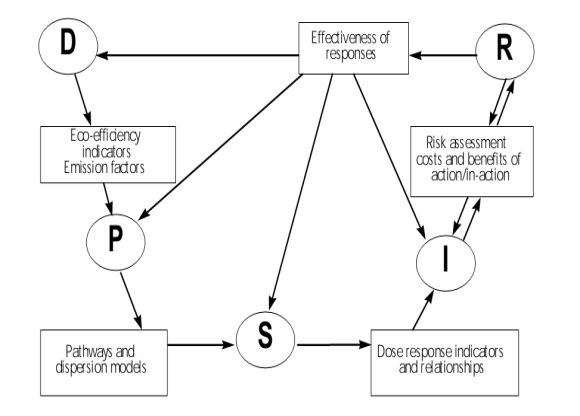 D
Effectiveness of
responses
R
Eco-efficiency
indicators
Emission factors
Risk assessment
costs and benefits of
action/in-action
P
I
Pathways and
dispersion models
S
Dose response indicators
and relationships